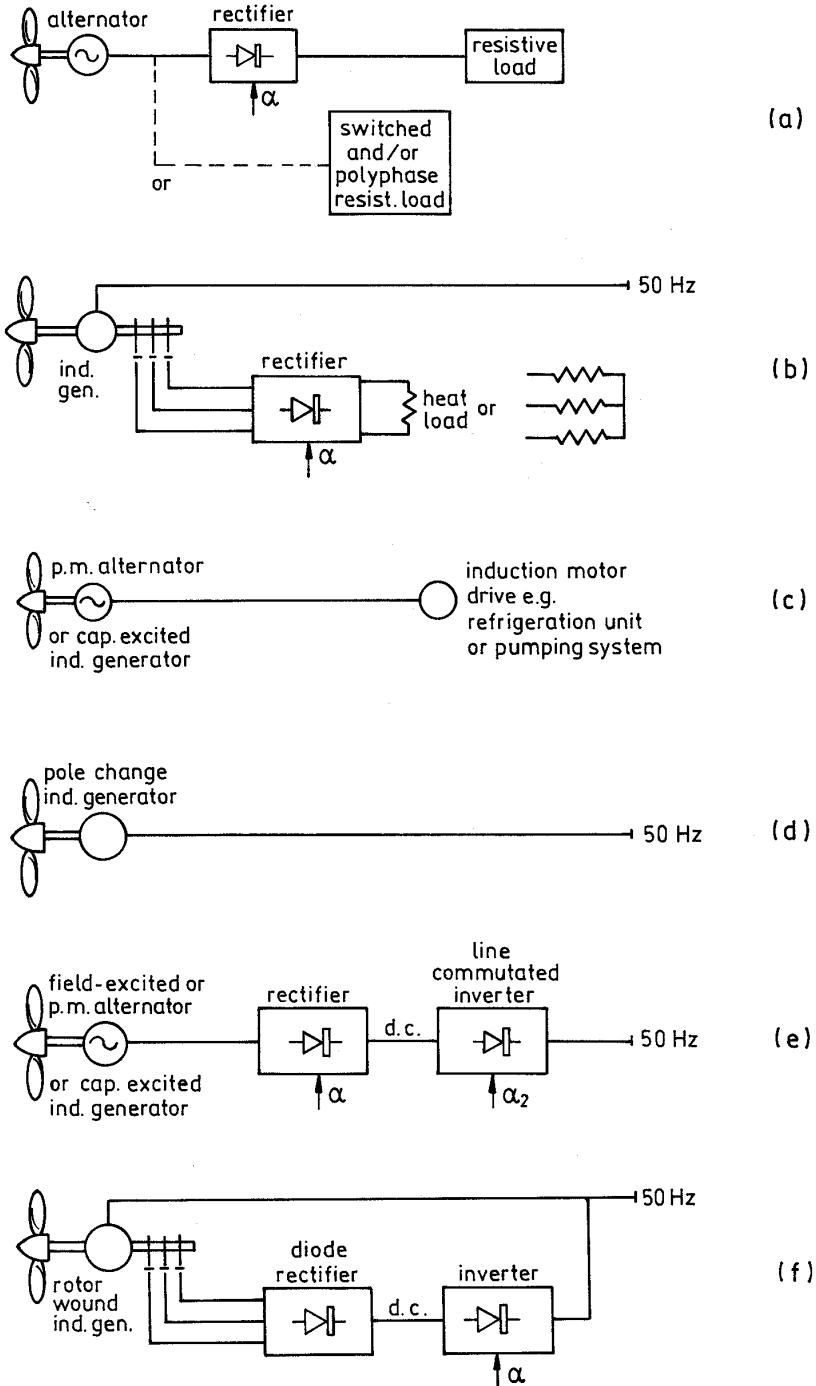 alternator
rectifier
α
resistive
load
or
switched
and/or
polyphase
resist. load
(a)
50 Hz
ind.
gen.
rectifier
α
heat
load or
(b)
p.m. alternator
or cap. excited
ind. generator
induction motor
drive e.g.
refrigeration unit
or pumping system
(c)
pole change
ind. generator
50 Hz
(d)
field-excited or
p.m. alternator
or cap. excited
ind. generator
rectifier
α
d.c.
line
commutated
inverter
α₂
50 Hz
(e)
50 Hz
rotor
wound
ind. gen.
diode
rectifier
d.c.
inverter
α
(f)